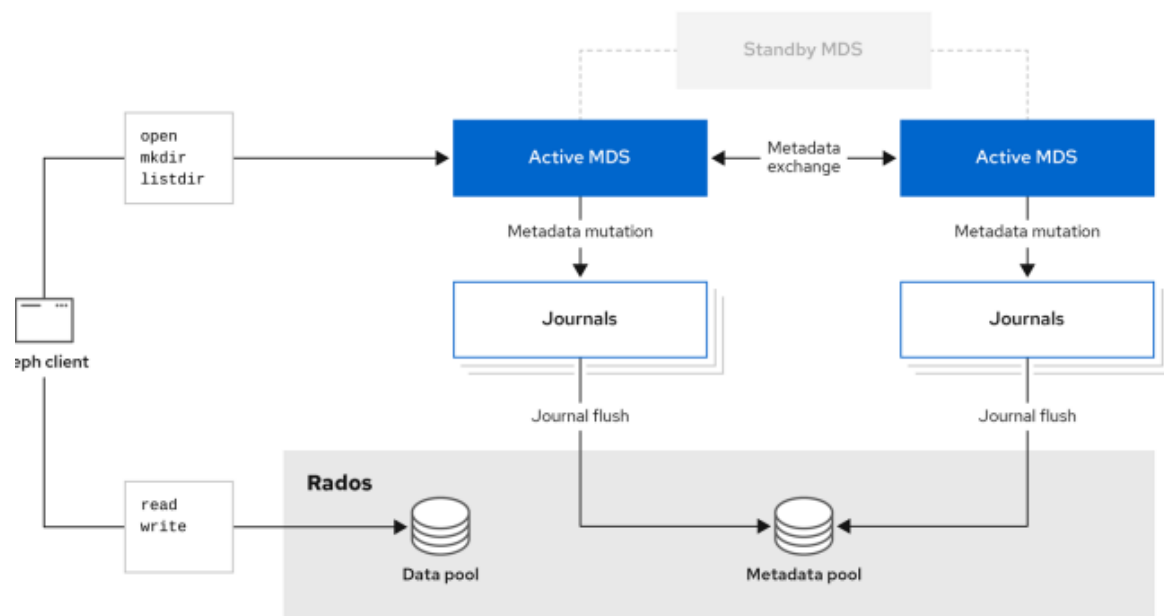 Standby MDS
open
mkdir
listdir
Active MDS
Metadata
exchange
Active MDS
Metadata mutation
Metadata mutation
Journals
Journals
eph client
Journal flush
Journal flush
Rados
read
write
Data pool
Metadata pool